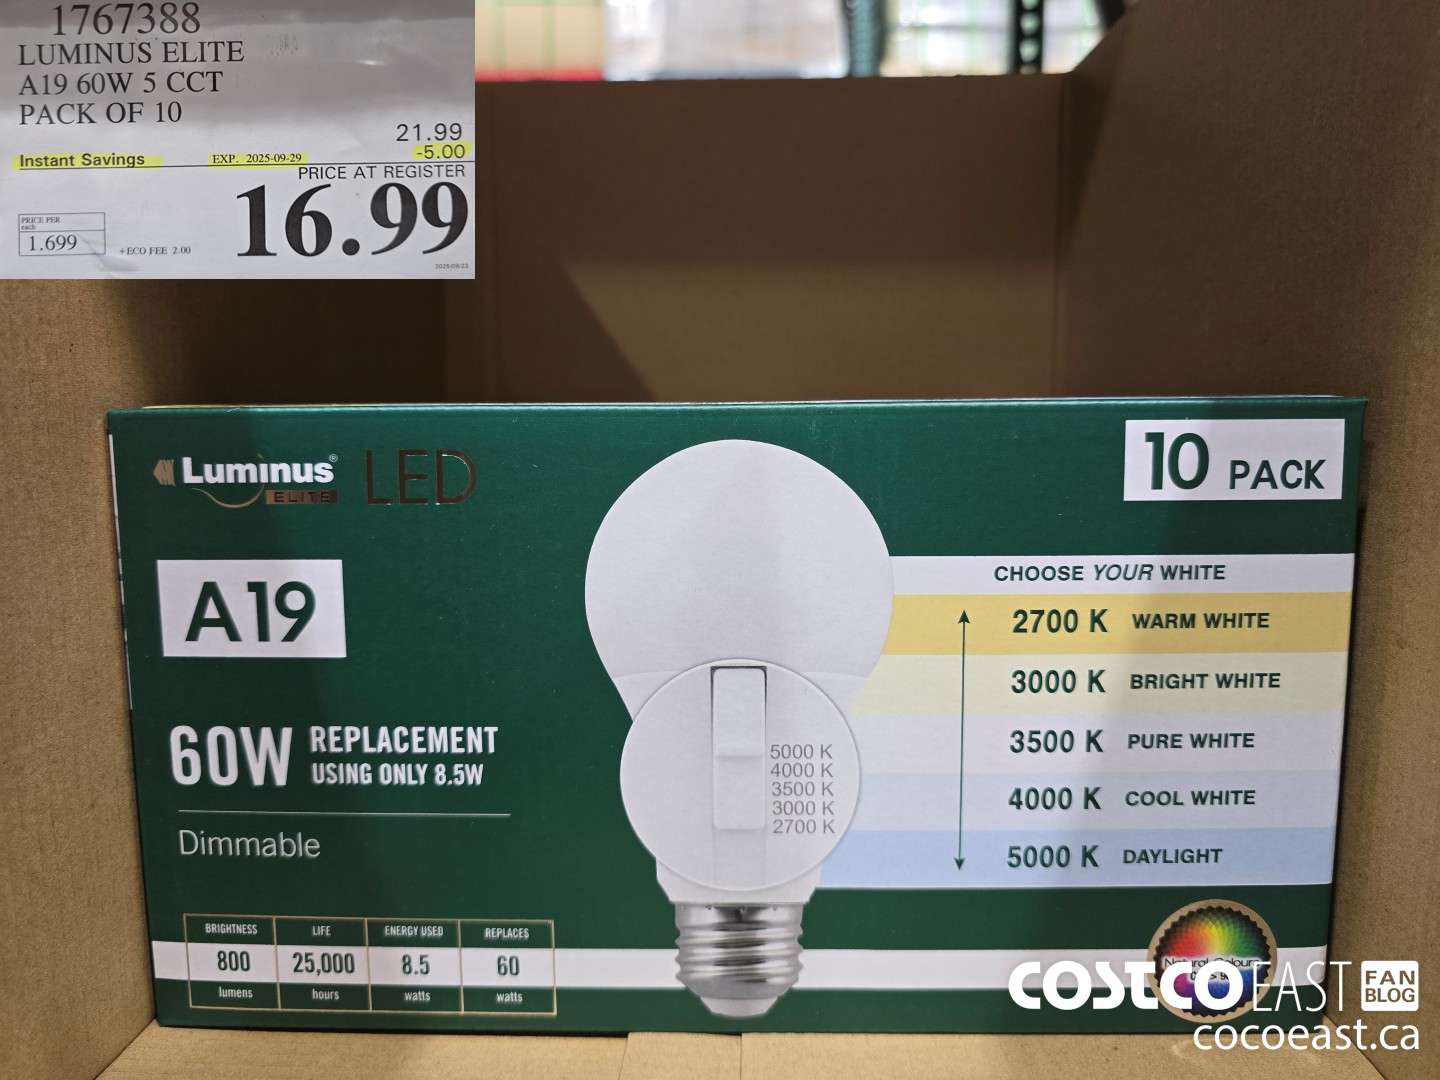 1767388
LUMINUS ELITE
A19 60W 5 CCT
PACK OF 10
21.99
Instant Savings EXP. 2025-09-29 -5.00
PRICE AT REGISTER
16.99
PRICE PER
each
1.699
+ECO FEE 2.00
Luminus® LED
ELITE
10 PACK
A19
CHOOSE YOUR WHITE
2700 K WARM WHITE
3000 K BRIGHT WHITE
3500 K PURE WHITE
4000 K COOL WHITE
5000 K DAYLIGHT
60W REPLACEMENT
USING ONLY 8.5W
Dimmable
5000 K
4000 K
3500 K
3000 K
2700 K
BRIGHTNESS LIFE ENERGY USED REPLACES
800 25,000 8.5 60
lumens hours watts watts
Natural Colours
COSTCO EAST FAN BLOG
cocoeast.ca